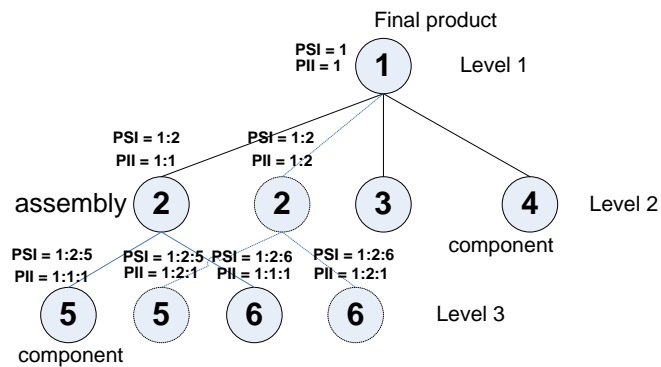 Final product
PSI = 1
PII = 1
1
Level 1
PSI = 1:2
PII = 1:1
PSI = 1:2
PII = 1:2
assembly
2
2
3
4
Level 2
component
PSI = 1:2:5
PII = 1:1:1
PSI = 1:2:5
PII = 1:2:1
PSI = 1:2:6
PII = 1:1:1
PSI = 1:2:6
PII = 1:2:1
5
5
6
6
Level 3
component